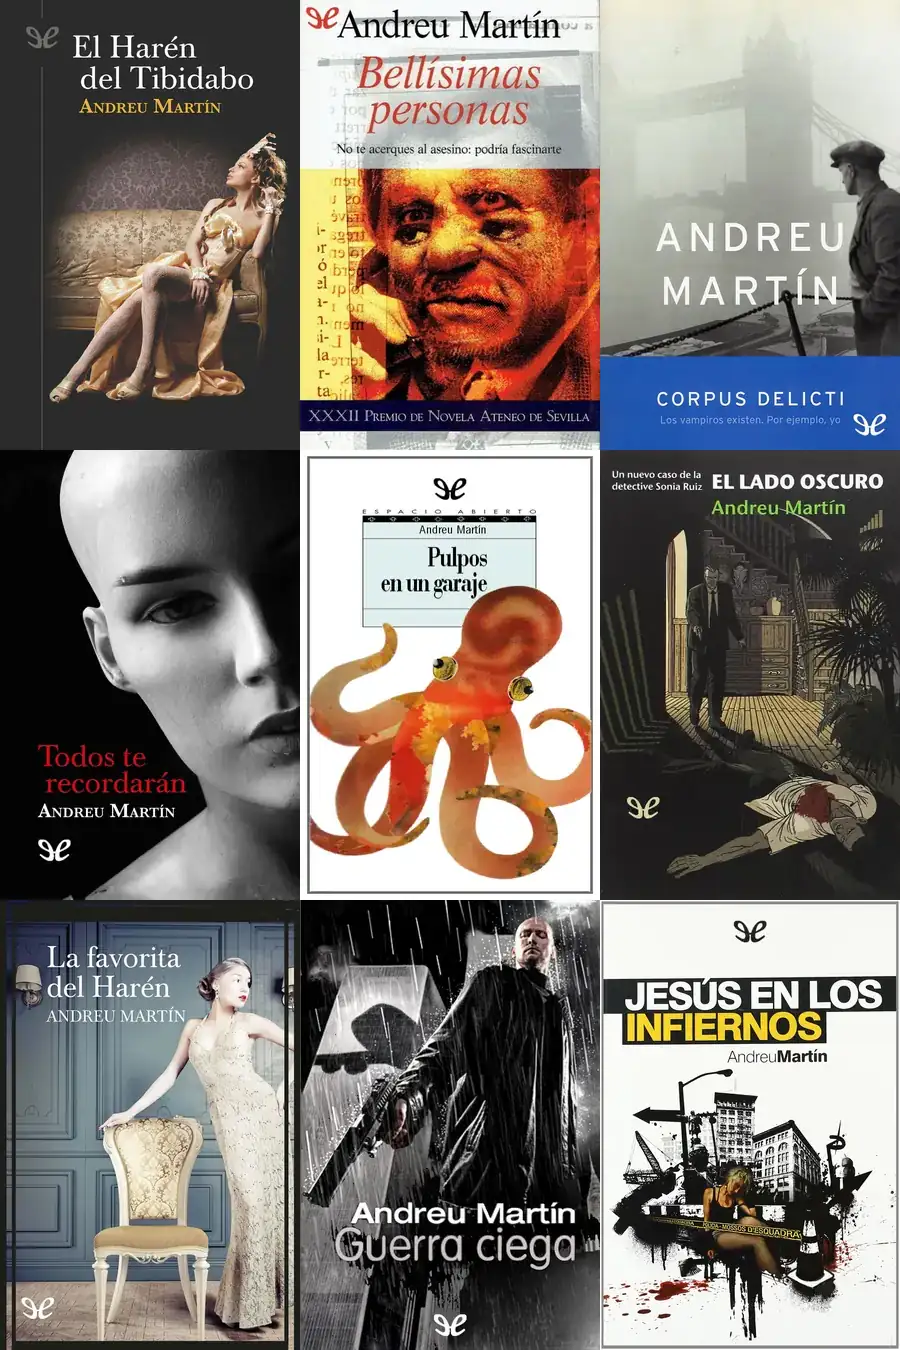 El Harén
del Tibidabo
ANDREU MARTÍN
Andreu Martín
Bellísimas
personas
No te acerques al asesino: podría fascinarte
XXXII PREMIO DE NOVELA ATENEO DE SEVILLA
ANDREU
MARTÍN
CORPUS DELICTI
Los vampiros existen. Por ejemplo, yo
Todos te
recordarán
ANDREU MARTÍN
ESPACIO ABIERTO
Andreu Martín
Pulpos
en un garaje
Un nuevo caso de la
detective Sonia Ruiz
EL LADO OSCURO
Andreu Martín
La favorita
del Harén
ANDREU MARTÍN
Andreu Martín
Guerra ciega
JESÚS EN LOS
INFIERNOS
AndreuMartín
MOSSOS D'ESQUADRA